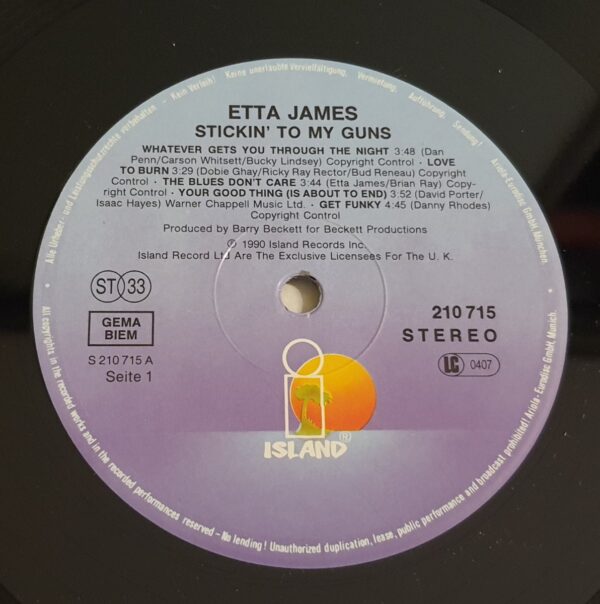 ETTA JAMES
STICKIN' TO MY GUNS
WHATEVER GETS YOU THROUGH THE NIGHT 3:48 (Dan
Penn/Carson Whitsett/Bucky Lindsey) Copyright Control · LOVE
TO BURN 3:29 (Dobie Ghay/Ricky Ray Rector/Bud Reneau) Copyright
Control · THE BLUES DON'T CARE 3:44 (Etta James/Brian Ray) Copy-
right Control · YOUR GOOD THING (IS ABOUT TO END) 3:52 (David Porter/
Isaac Hayes) Warner Chappell Music Ltd. · GET FUNKY 4:45 (Danny Rhodes)
Copyright Control
Produced by Barry Beckett for Beckett Productions
℗ 1990 Island Records Inc.
Island Record Ltd Are The Exclusive Licensees For The U. K.
ST 33
GEMA
BIEM
S 210 715 A
Seite 1
210 715
STEREO
LC 0407
ISLAND®
Alle Urheber- und Leistungsschutzrechte vorbehalten - Kein Verleih! Keine unerlaubte Vervielfältigung, Vermietung, Aufführung, Sendung! Ariola-Eurodisc GmbH, München.
All copyrights in the recorded works and in the recorded performances reserved - No lending! Unauthorized duplication, lease, public performance and broadcast prohibited! Ariola-Eurodisc GmbH, Munich.